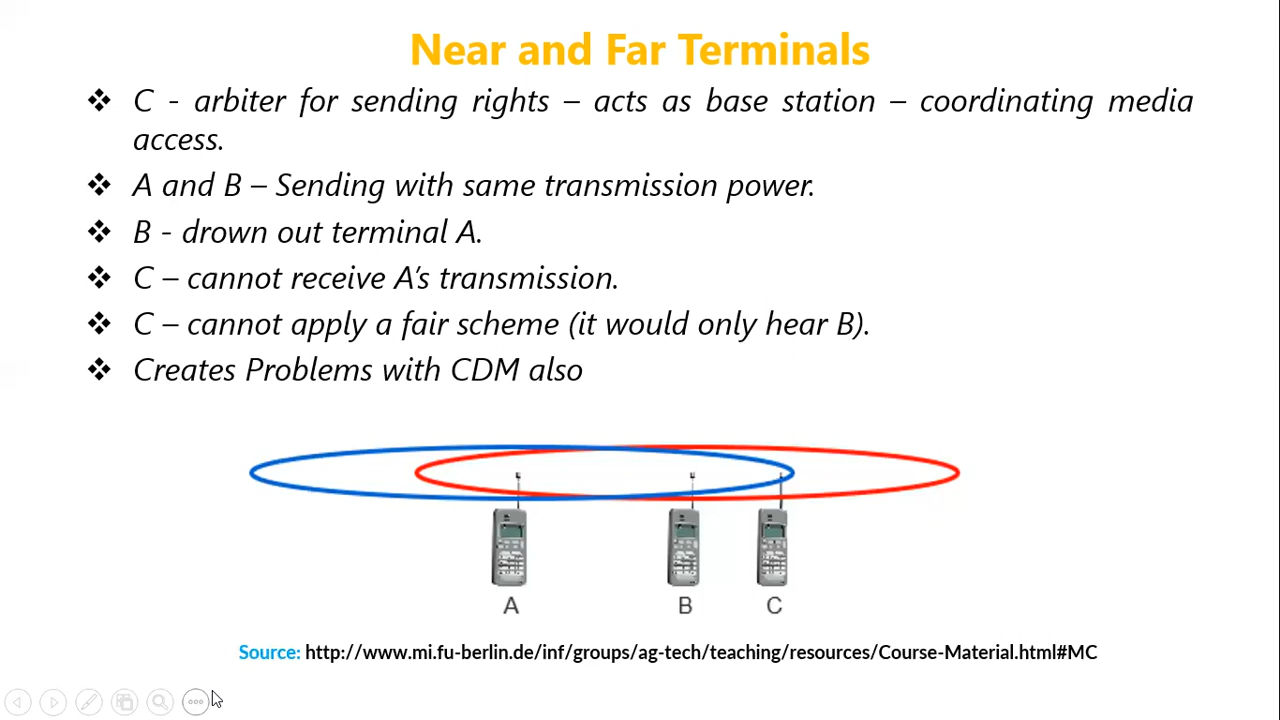 Near and Far Terminals
❖ C - arbiter for sending rights – acts as base station – coordinating media
access.
❖ A and B – Sending with same transmission power.
❖ B - drown out terminal A.
❖ C – cannot receive A’s transmission.
❖ C – cannot apply a fair scheme (it would only hear B).
❖ Creates Problems with CDM also
A B C
Source: http://www.mi.fu-berlin.de/inf/groups/ag-tech/teaching/resources/Course-Material.html#MC